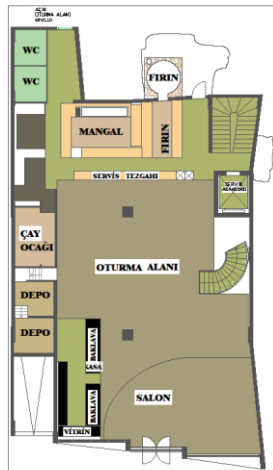 AÇIK
OTURMA ALANI
WC
WC
FIRIN
MANGAL
FIRIN
SERVİS TEZGAHI
SERVİS
ASANSÖRÜ
ÇAY
OCAĞI
OTURMA ALANI
DEPO
DEPO
BAKLAVA
KASA
BAKLAVA
VİTRİN
SALON